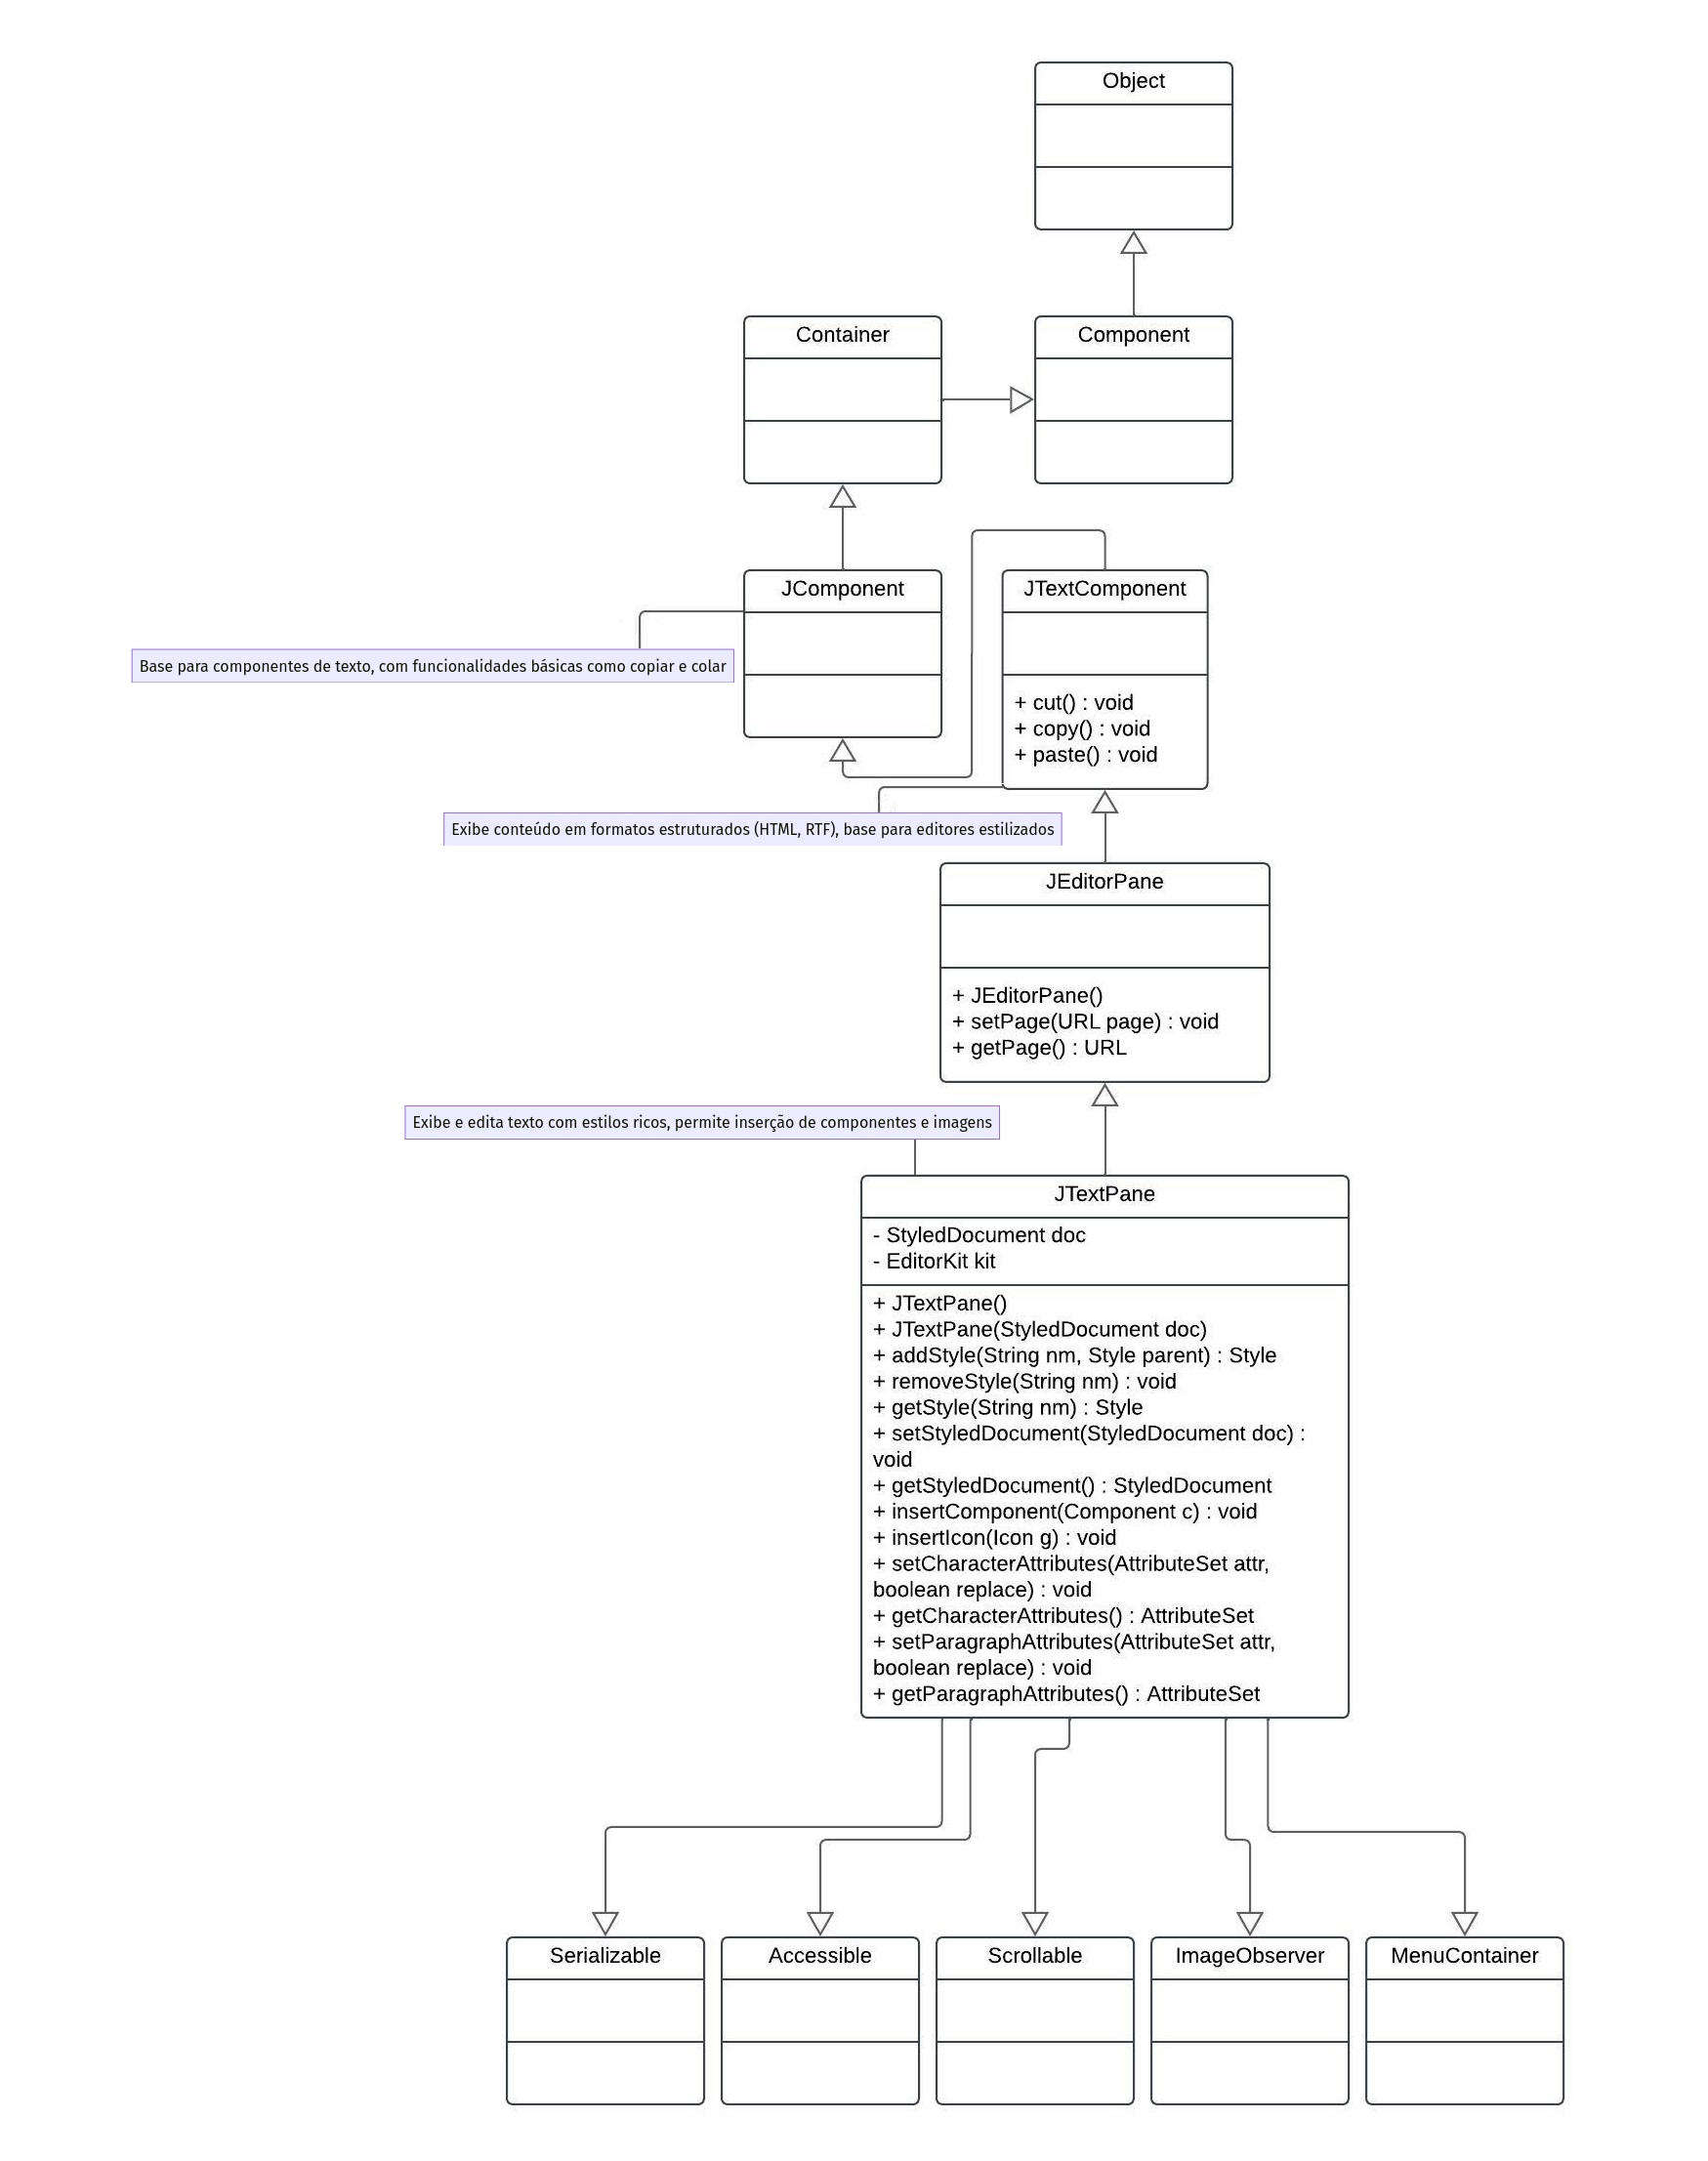 Object
Container
Component
JComponent
JTextComponent
Base para componentes de texto, com funcionalidades básicas como copiar e colar
+ cut() : void
+ copy() : void
+ paste() : void
Exibe conteúdo em formatos estruturados (HTML, RTF), base para editores estilizados
JEditorPane
+ JEditorPane()
+ setPage(URL page) : void
+ getPage() : URL
Exibe e edita texto com estilos ricos, permite inserção de componentes e imagens
JTextPane
- StyledDocument doc
- EditorKit kit
+ JTextPane()
+ JTextPane(StyledDocument doc)
+ addStyle(String nm, Style parent) : Style
+ removeStyle(String nm) : void
+ getStyle(String nm) : Style
+ setStyledDocument(StyledDocument doc) :
void
+ getStyledDocument() : StyledDocument
+ insertComponent(Component c) : void
+ insertIcon(Icon g) : void
+ setCharacterAttributes(AttributeSet attr,
boolean replace) : void
+ getCharacterAttributes() : AttributeSet
+ setParagraphAttributes(AttributeSet attr,
boolean replace) : void
+ getParagraphAttributes() : AttributeSet
Serializable
Accessible
Scrollable
ImageObserver
MenuContainer